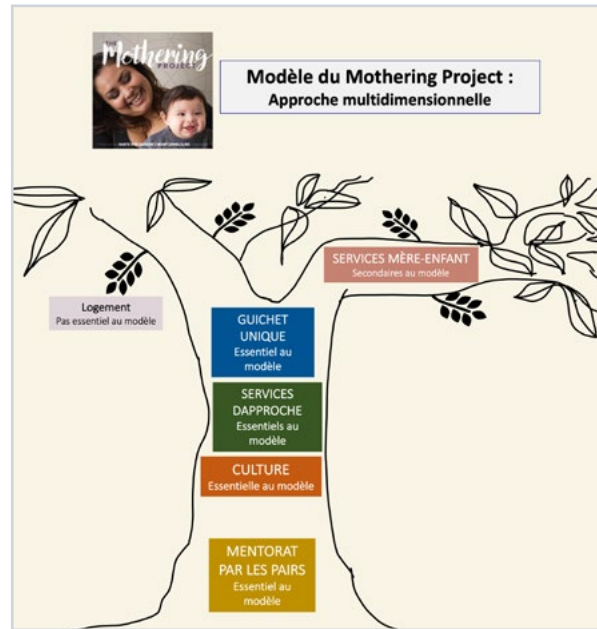 THE
Mothering
PROJECT
Modèle du Mothering Project :
Approche multidimensionnelle
SERVICES MÈRE-ENFANT
Secondaires au modèle
Logement
Pas essentiel au modèle
GUICHET
UNIQUE
Essentiel au
modèle
SERVICES
DAPPROCHE
Essentiels au
modèle
CULTURE
Essentielle au modèle
MENTORAT
PAR LES PAIRS
Essentiel au
modèle